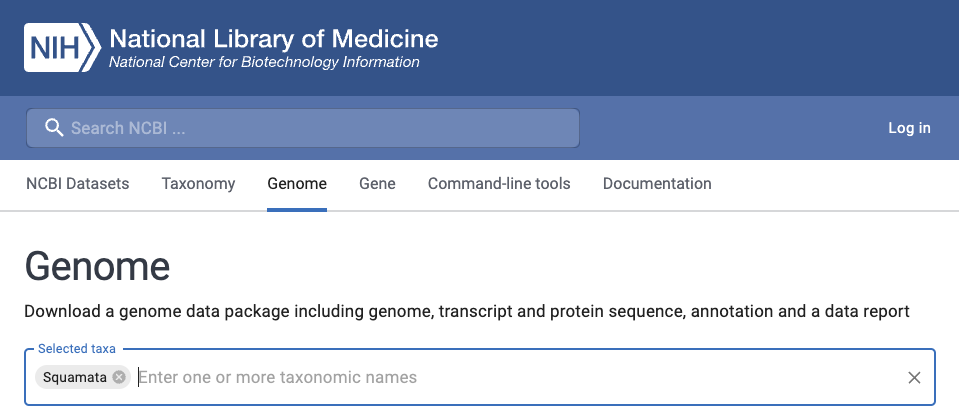 NIH National Library of Medicine
National Center for Biotechnology Information
Search NCBI ...
Log in
NCBI Datasets Taxonomy Genome Gene Command-line tools Documentation
Genome
Download a genome data package including genome, transcript and protein sequence, annotation and a data report
Selected taxa
Squamata Enter one or more taxonomic names